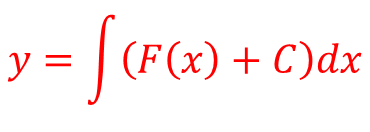 y = ∫(F(x) + C)dx